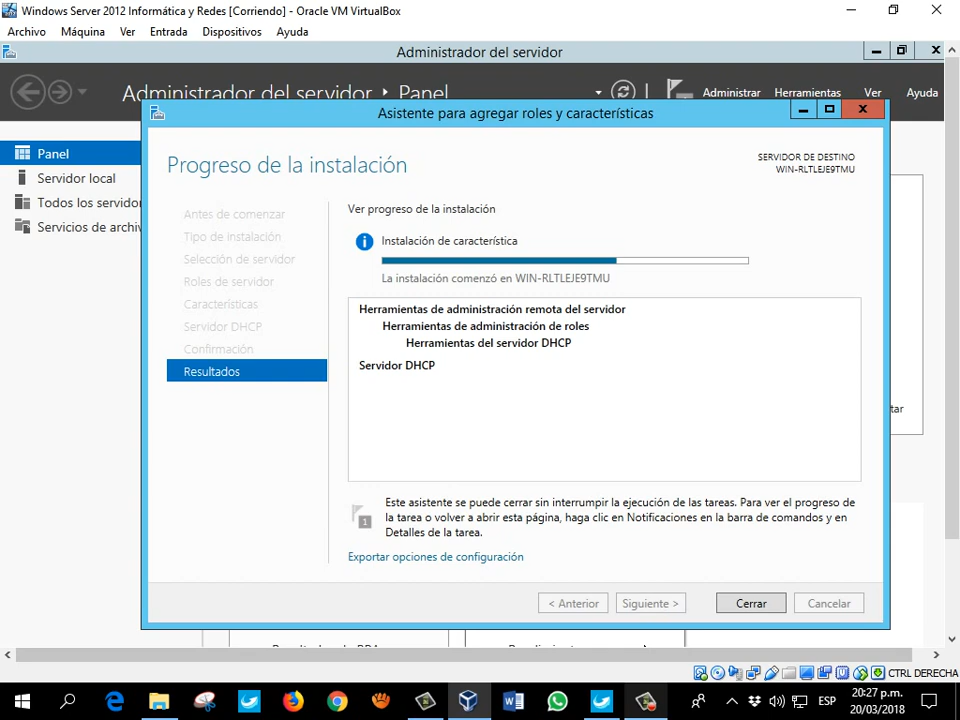 Windows Server 2012 Informática y Redes [Corriendo] - Oracle VM VirtualBox
Archivo Máquina Ver Entrada Dispositivos Ayuda
Administrador del servidor
Administrador del servidor ‣ Panel
Administrar Herramientas Ver Ayuda
Asistente para agregar roles y características
Panel
Servidor local
Todos los servido
Servicios de archiv
Progreso de la instalación
SERVIDOR DE DESTINO
WIN-RLTLEJE9TMU
Antes de comenzar
Tipo de instalación
Selección de servidor
Roles de servidor
Características
Servidor DHCP
Confirmación
Resultados
Ver progreso de la instalación
Instalación de característica
La instalación comenzó en WIN-RLTLEJE9TMU
Herramientas de administración remota del servidor
Herramientas de administración de roles
Herramientas del servidor DHCP
Servidor DHCP
tar
1
Este asistente se puede cerrar sin interrumpir la ejecución de las tareas. Para ver el progreso de
la tarea o volver a abrir esta página, haga clic en Notificaciones en la barra de comandos y en
Detalles de la tarea.
Exportar opciones de configuración
< Anterior Siguiente > Cerrar Cancelar
CTRL DERECHA
ESP
20:27 p.m.
20/03/2018